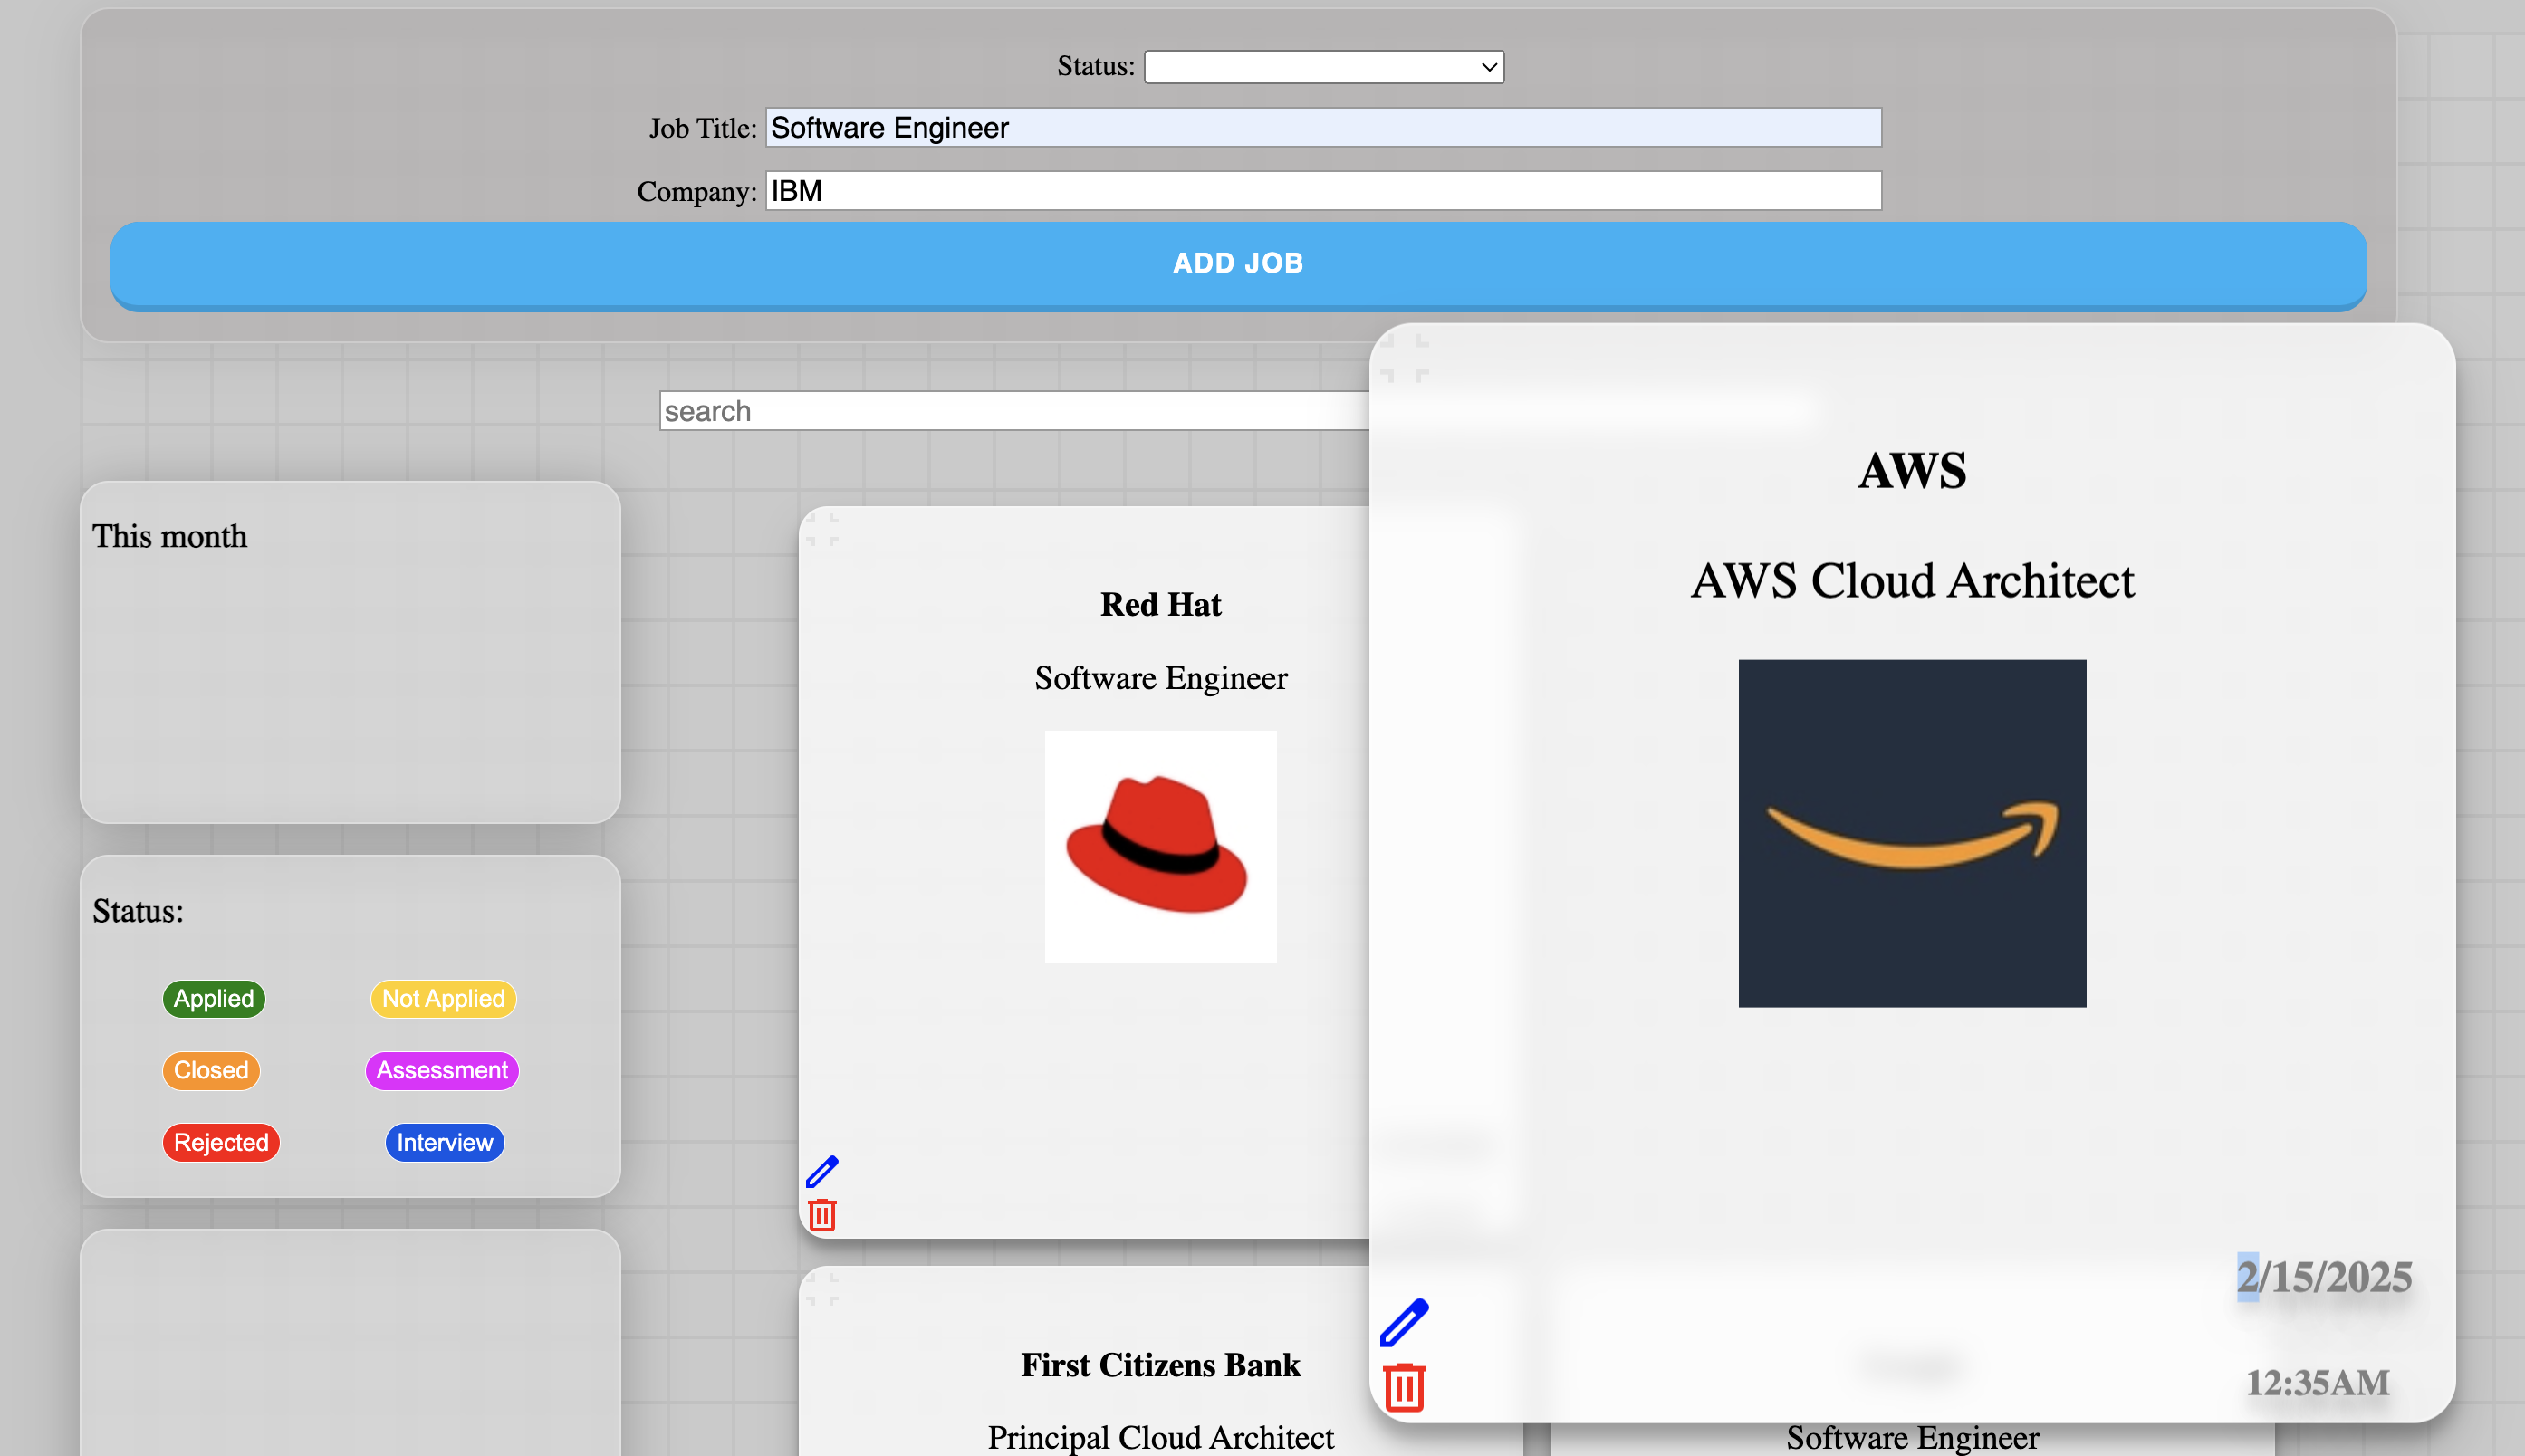 Status:
Job Title: Software Engineer
Company: IBM
ADD JOB
search
This month
Status:
Applied
Not Applied
Closed
Assessment
Rejected
Interview
Red Hat
Software Engineer
AWS
AWS Cloud Architect
2/15/2025
12:35AM
First Citizens Bank
Principal Cloud Architect
Software Engineer